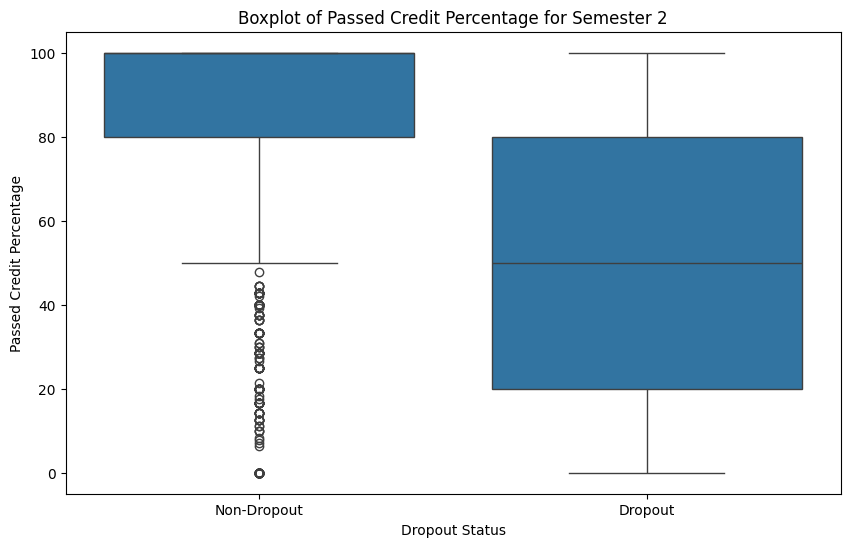 Boxplot of Passed Credit Percentage for Semester 2
Passed Credit Percentage
100
80
60
40
20
0
Non-Dropout
Dropout
Dropout Status